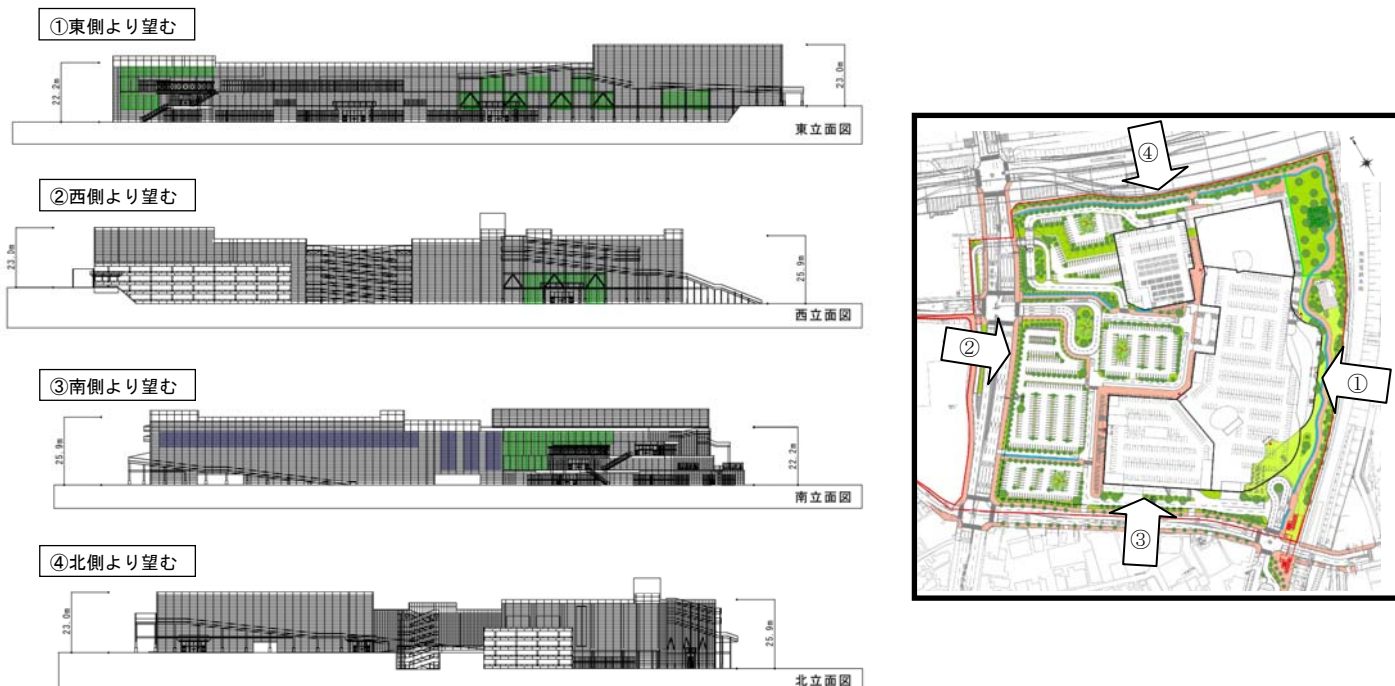 ①東側より望む
22.2m
23.0m
東立面図
②西側より望む
23.0m
25.9m
西立面図
③南側より望む
25.9m
22.2m
南立面図
④北側より望む
23.0m
25.9m
北立面図
④
②
①
③